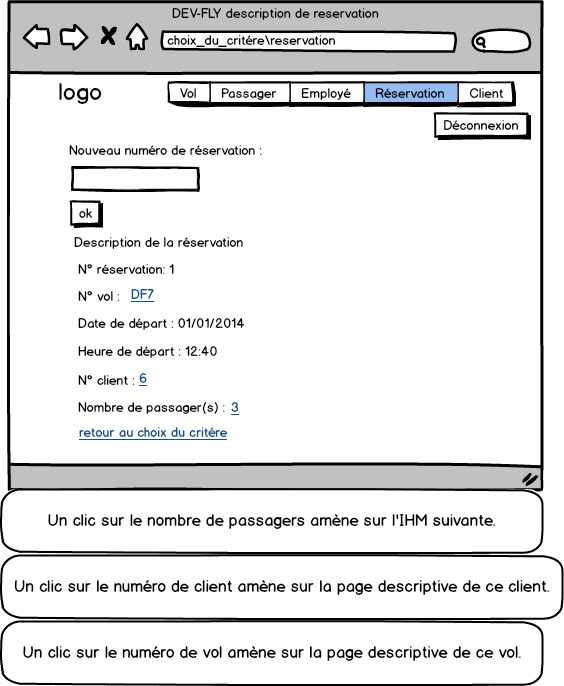 DEV-FLY description de reservation
choix_du_critére\reservation
logo
Vol Passager Employé Réservation Client
Déconnexion
Nouveau numéro de réservation :
ok
Description de la réservation
N° réservation: 1
N° vol : DF7
Date de départ : 01/01/2014
Heure de départ : 12:40
N° client : 6
Nombre de passager(s) : 3
retour au choix du critére
Un clic sur le nombre de passagers amène sur l'IHM suivante.
Un clic sur le numéro de client amène sur la page descriptive de ce client.
Un clic sur le numéro de vol amène sur la page descriptive de ce vol.